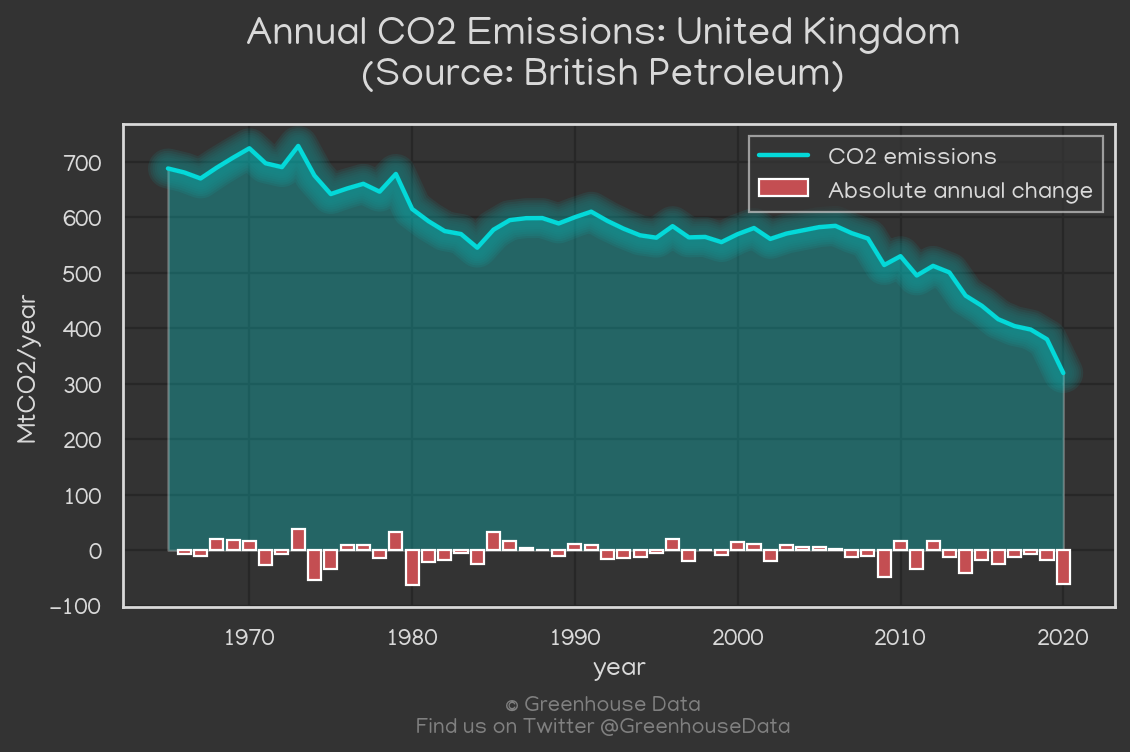 Annual CO2 Emissions: United Kingdom
(Source: British Petroleum)
CO2 emissions
Absolute annual change
MtCO2/year
700
600
500
400
300
200
100
0
−100
1970 1980 1990 2000 2010 2020
year
© Greenhouse Data
Find us on Twitter @GreenhouseData